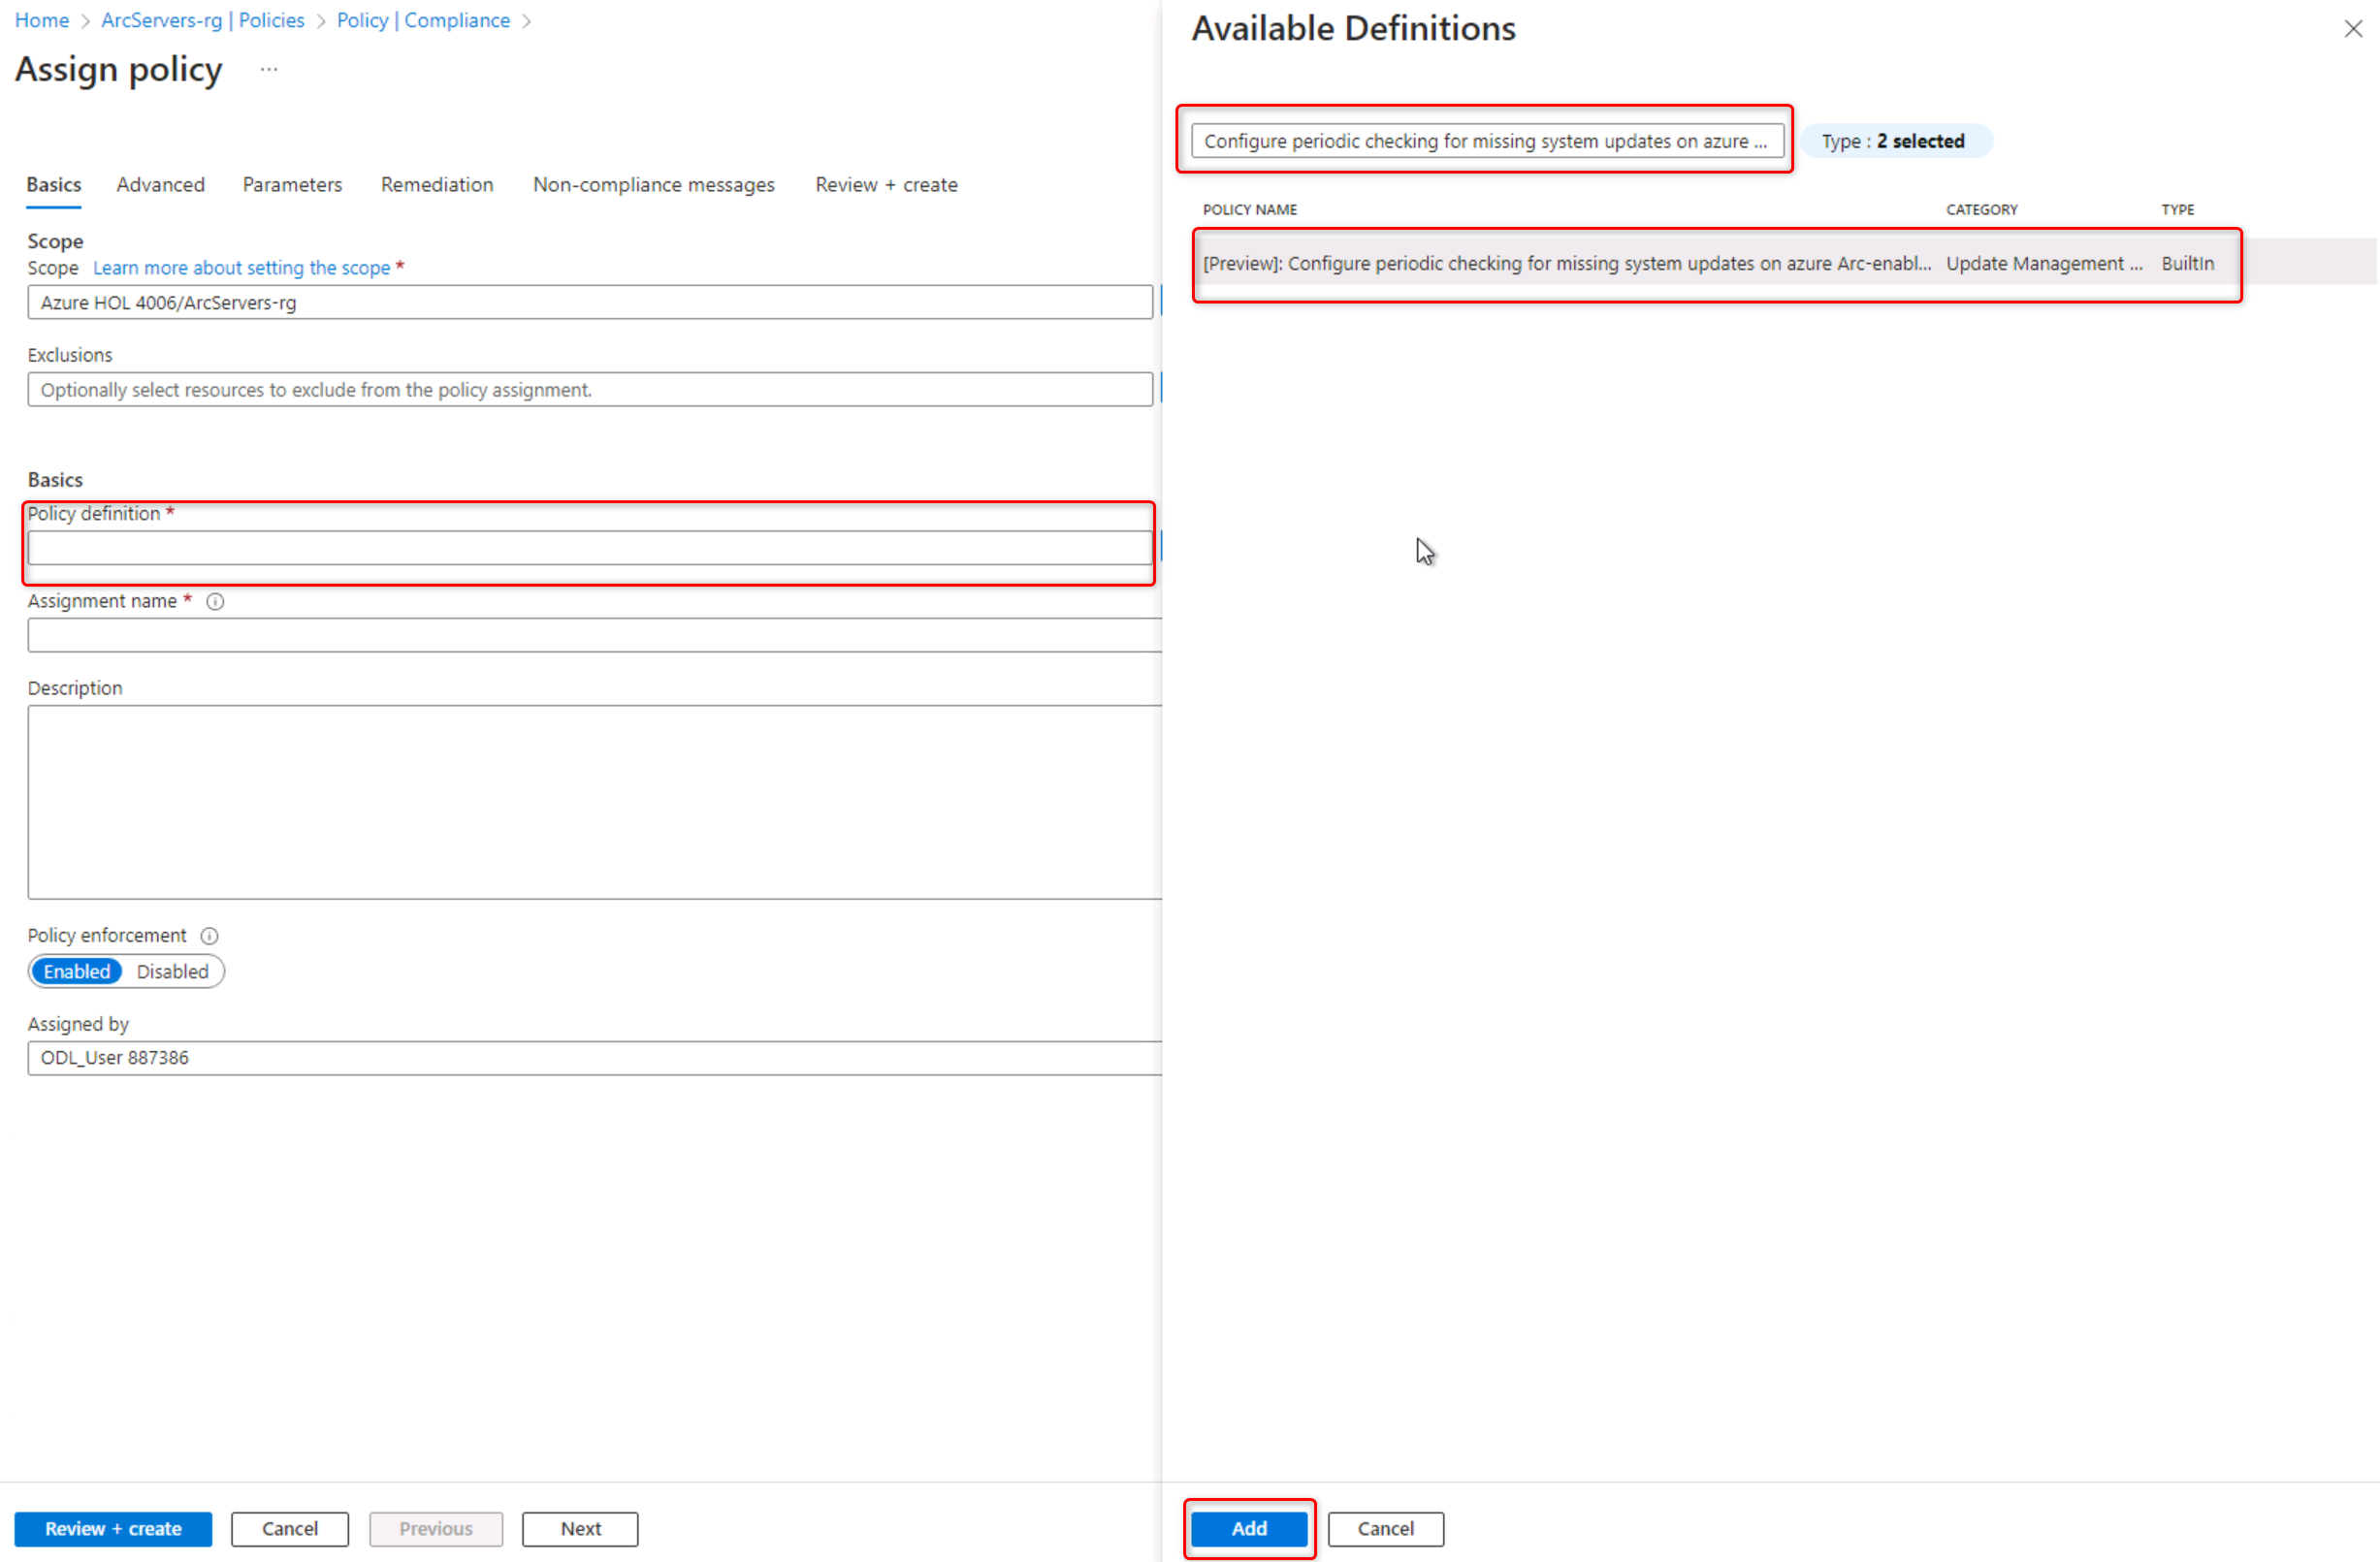 Home > ArcServers-rg | Policies > Policy | Compliance >
Assign policy ...
Basics Advanced Parameters Remediation Non-compliance messages Review + create
Scope
Scope Learn more about setting the scope *
Azure HOL 4006/ArcServers-rg
Exclusions
Optionally select resources to exclude from the policy assignment.
Basics
Policy definition *
Assignment name *
Description
Policy enforcement
Enabled Disabled
Assigned by
ODL_User 887386
Review + create Cancel Previous Next
Available Definitions
Configure periodic checking for missing system updates on azure ...
Type : 2 selected
POLICY NAME CATEGORY TYPE
[Preview]: Configure periodic checking for missing system updates on azure Arc-enabl... Update Management ... BuiltIn
Add Cancel